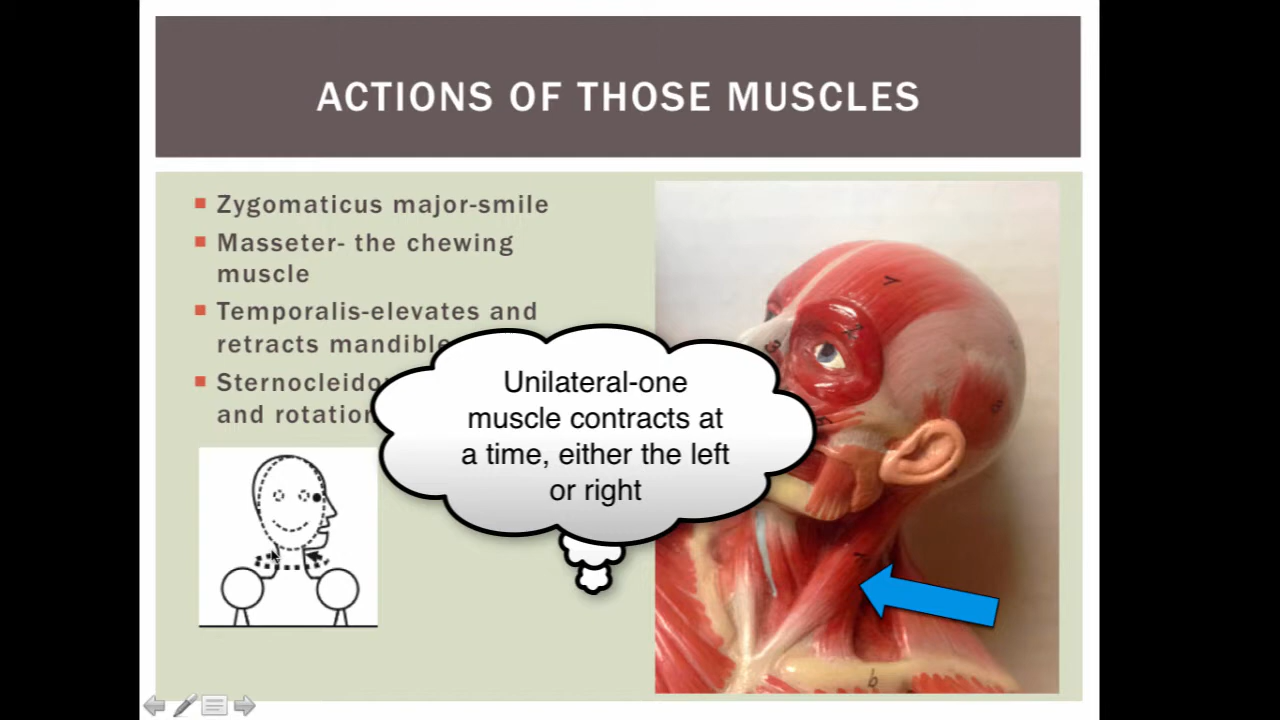 ACTIONS OF THOSE MUSCLES
Zygomaticus major-smile
Masseter- the chewing
muscle
Temporalis-elevates and
retracts mandible
Sternocleido
and rotation
Unilateral-one
muscle contracts at
a time, either the left
or right
b